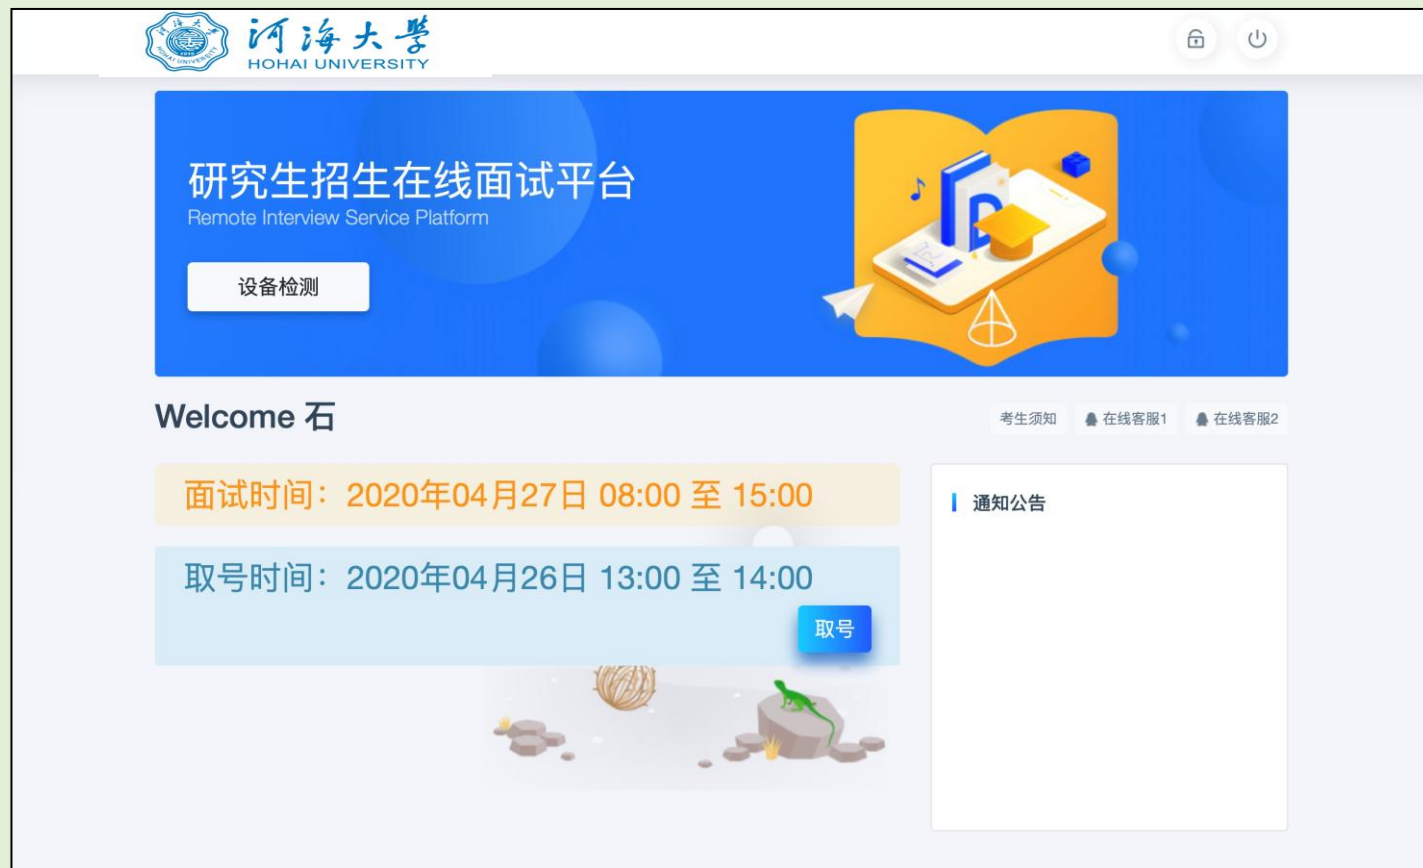 河海大學
HOHAI UNIVERSITY
研究生招生在线面试平台
Remote Interview Service Platform
设备检测
Welcome 石
考生须知 在线客服1 在线客服2
面试时间：2020年04月27日 08:00 至 15:00
通知公告
取号时间：2020年04月26日 13:00 至 14:00
取号